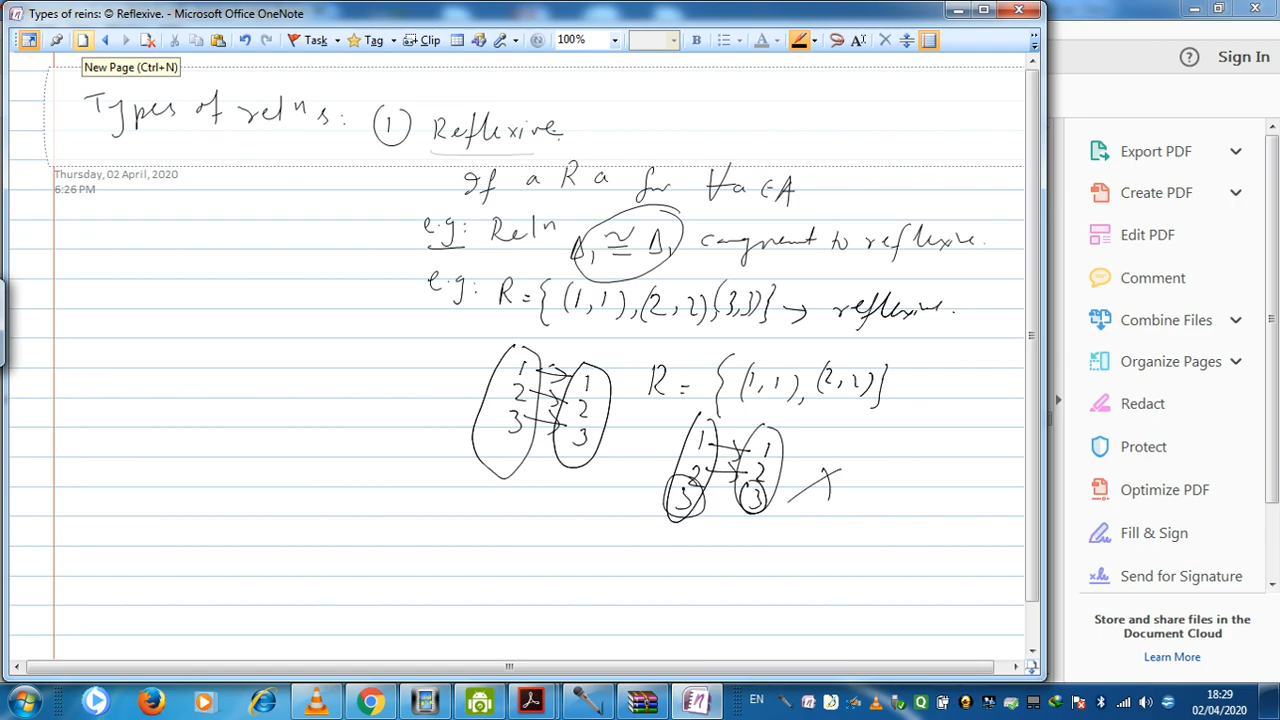 Types of reins: © Reflexive. - Microsoft Office OneNote
Task
Tag
Clip
100%
B
New Page (Ctrl+N)
Types of relns: (1) Reflexive.
Thursday, 02 April, 2020
6:26 PM
If a R a for ∀a ∈ A
e.g: Reln Δ₁ ≅ Δ₁ congruent to reflexive.
e.g: R = { (1,1), (2,2) (3,3)} → reflexive.
1 1
2 2
3 3
R = { (1,1), (2,2)}
1 1
2 2
3 3
Sign In
Export PDF
Create PDF
Edit PDF
Comment
Combine Files
Organize Pages
Redact
Protect
Optimize PDF
Fill & Sign
Send for Signature
Store and share files in the
Document Cloud
Learn More
EN
18:29
02/04/2020